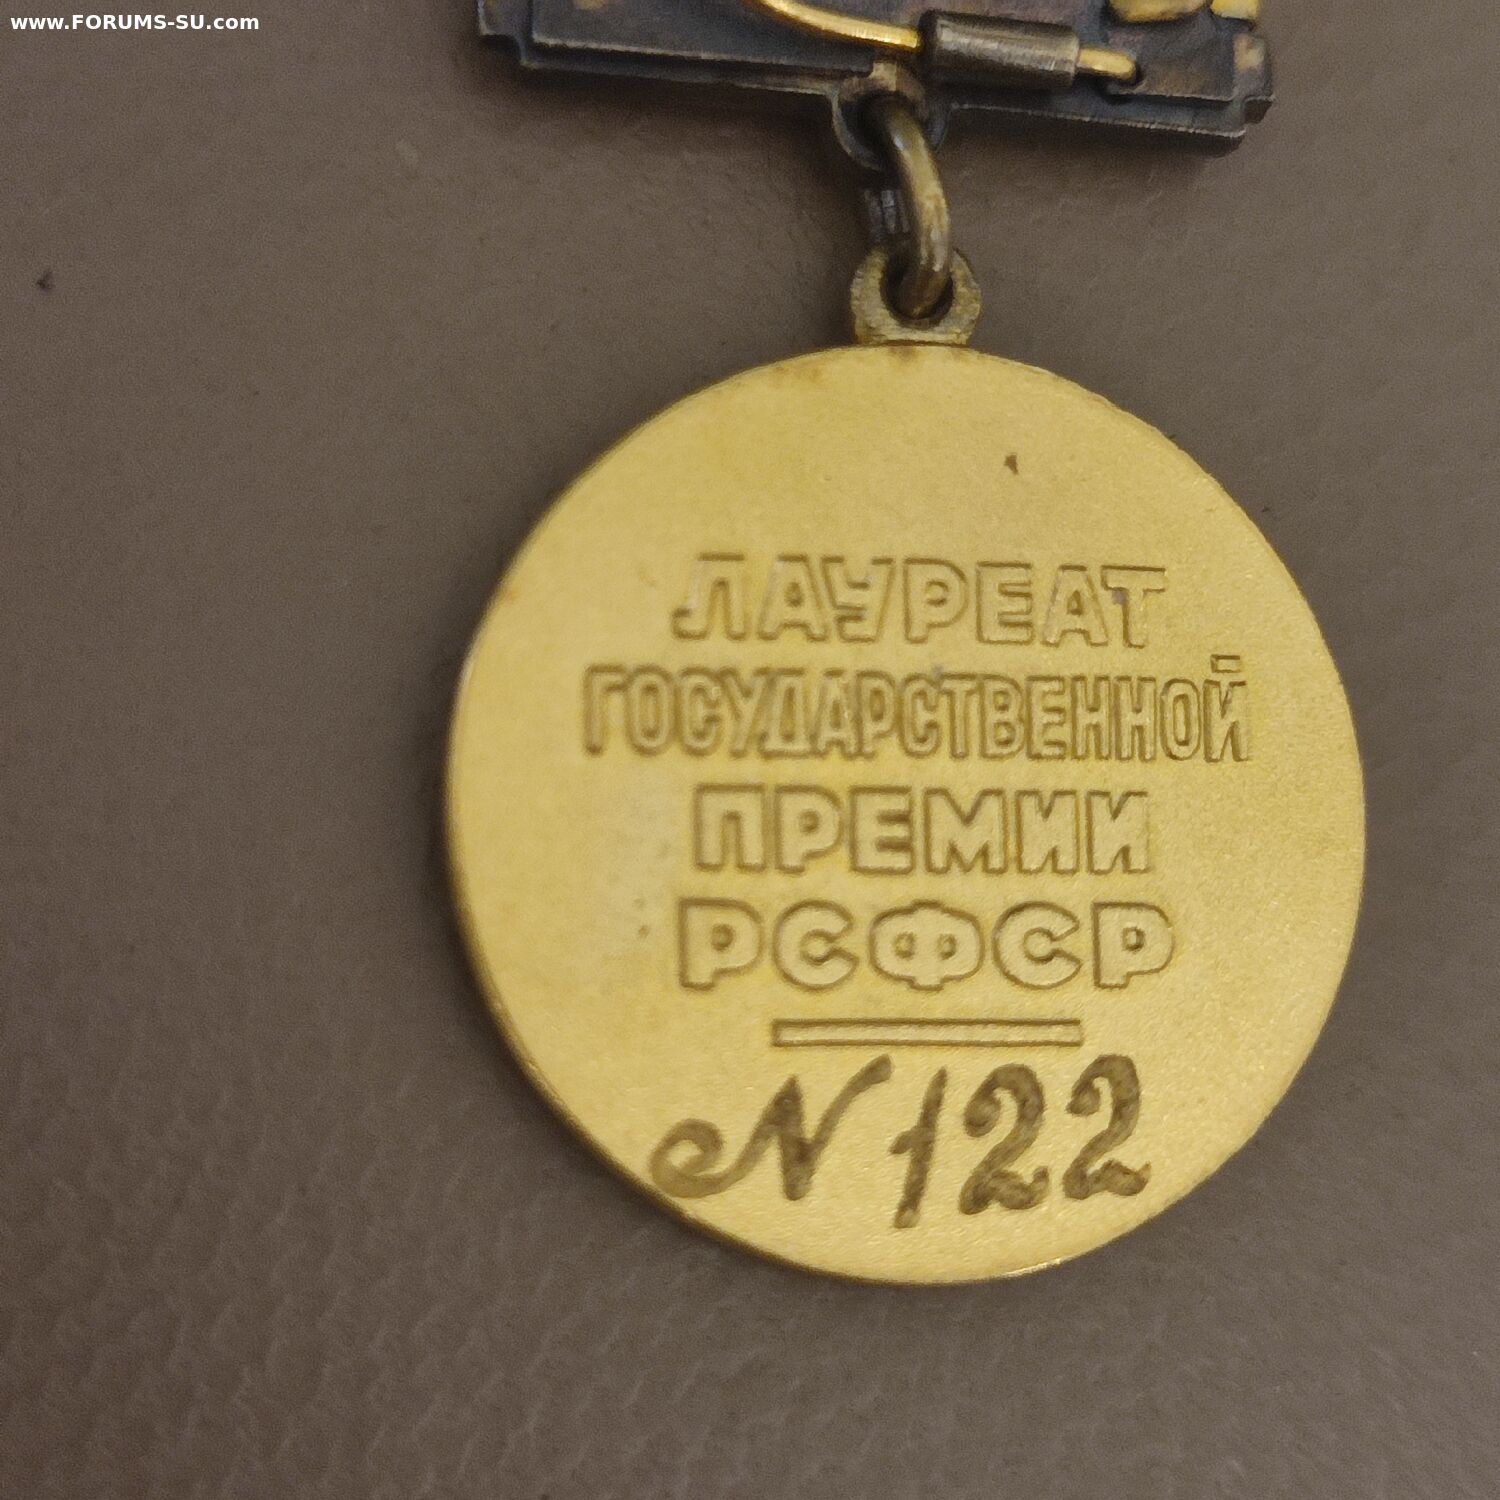 www.FORUMS-SU.com
ЛАУРЕАТ
ГОСУДАРСТВЕННОЙ
ПРЕМИИ
РСФСР
N 122